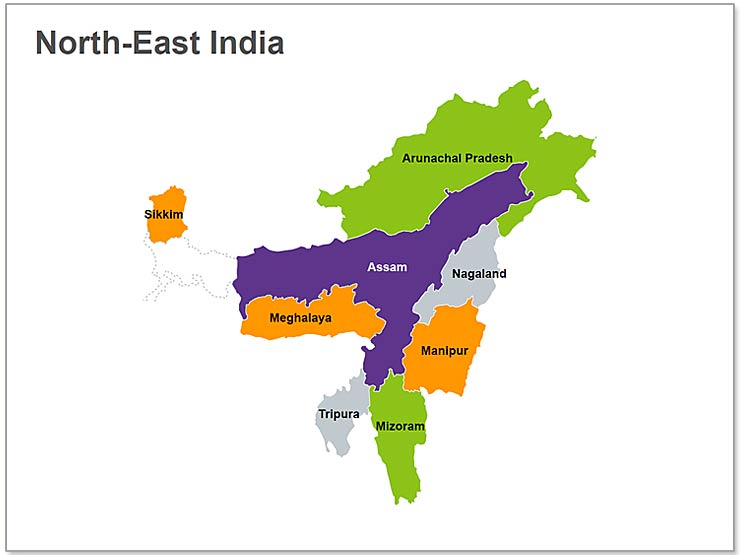 North-East India
Arunachal Pradesh
Sikkim
Assam
Nagaland
Meghalaya
Manipur
Tripura
Mizoram